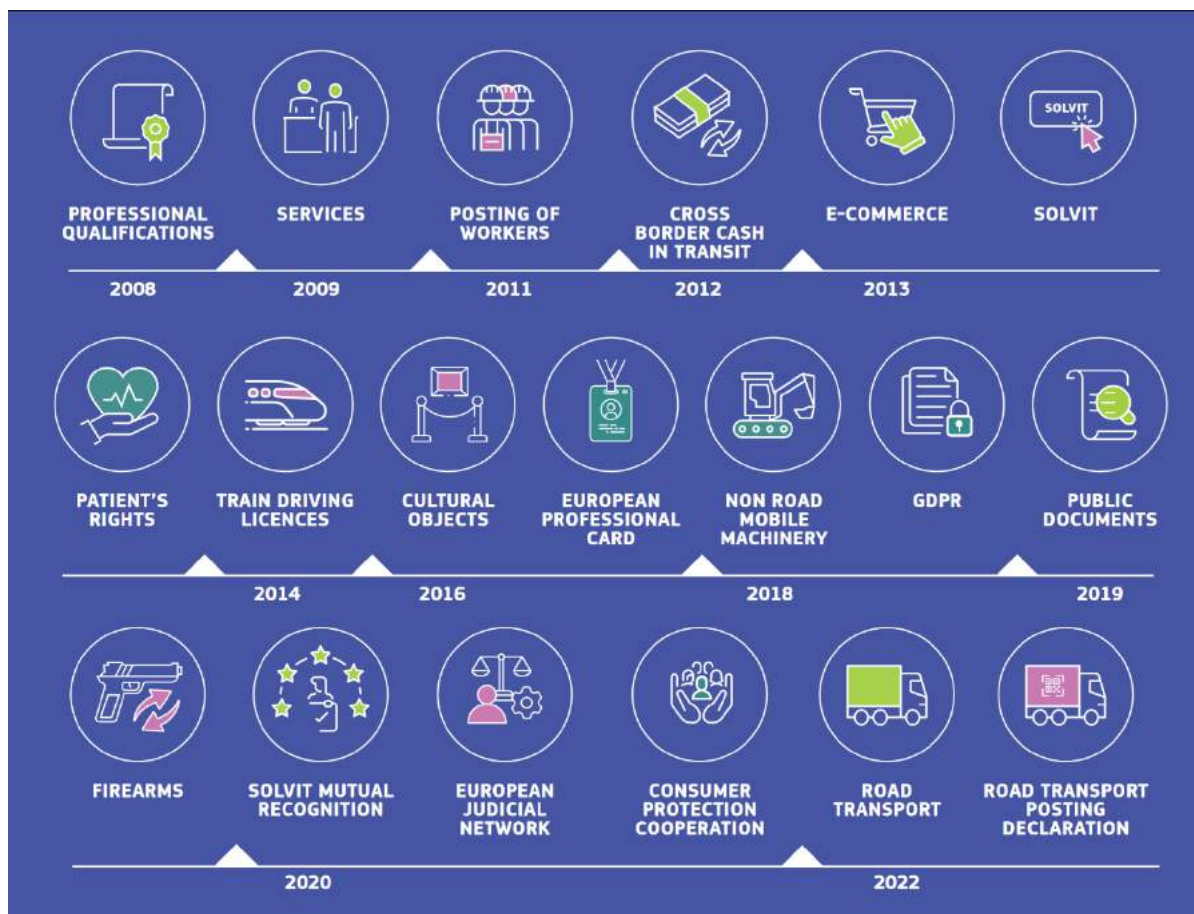 SOLVIT
PROFESSIONAL
QUALIFICATIONS
SERVICES
POSTING OF
WORKERS
CROSS
BORDER CASH
IN TRANSIT
E-COMMERCE
SOLVIT
2008
2009
2011
2012
2013
PATIENT'S
RIGHTS
TRAIN DRIVING
LICENCES
CULTURAL
OBJECTS
EUROPEAN
PROFESSIONAL
CARD
NON ROAD
MOBILE
MACHINERY
GDPR
PUBLIC
DOCUMENTS
2014
2016
2018
2019
FIREARMS
SOLVIT MUTUAL
RECOGNITION
EUROPEAN
JUDICIAL
NETWORK
CONSUMER
PROTECTION
COOPERATION
ROAD
TRANSPORT
ROAD TRANSPORT
POSTING
DECLARATION
2020
2022